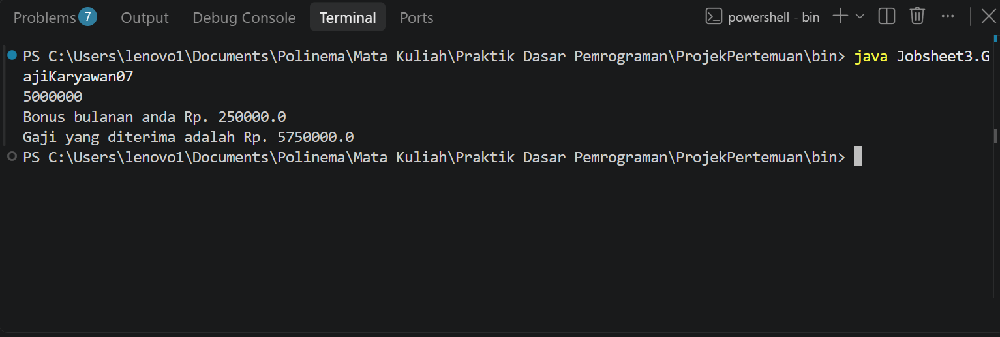 Problems 7 Output Debug Console Terminal Ports powershell - bin
PS C:\Users\lenovo1\Documents\Polinema\Mata Kuliah\Praktik Dasar Pemrograman\ProjekPertemuan\bin> java Jobsheet3.G
ajiKaryawan07
5000000
Bonus bulanan anda Rp. 250000.0
Gaji yang diterima adalah Rp. 5750000.0
PS C:\Users\lenovo1\Documents\Polinema\Mata Kuliah\Praktik Dasar Pemrograman\ProjekPertemuan\bin>